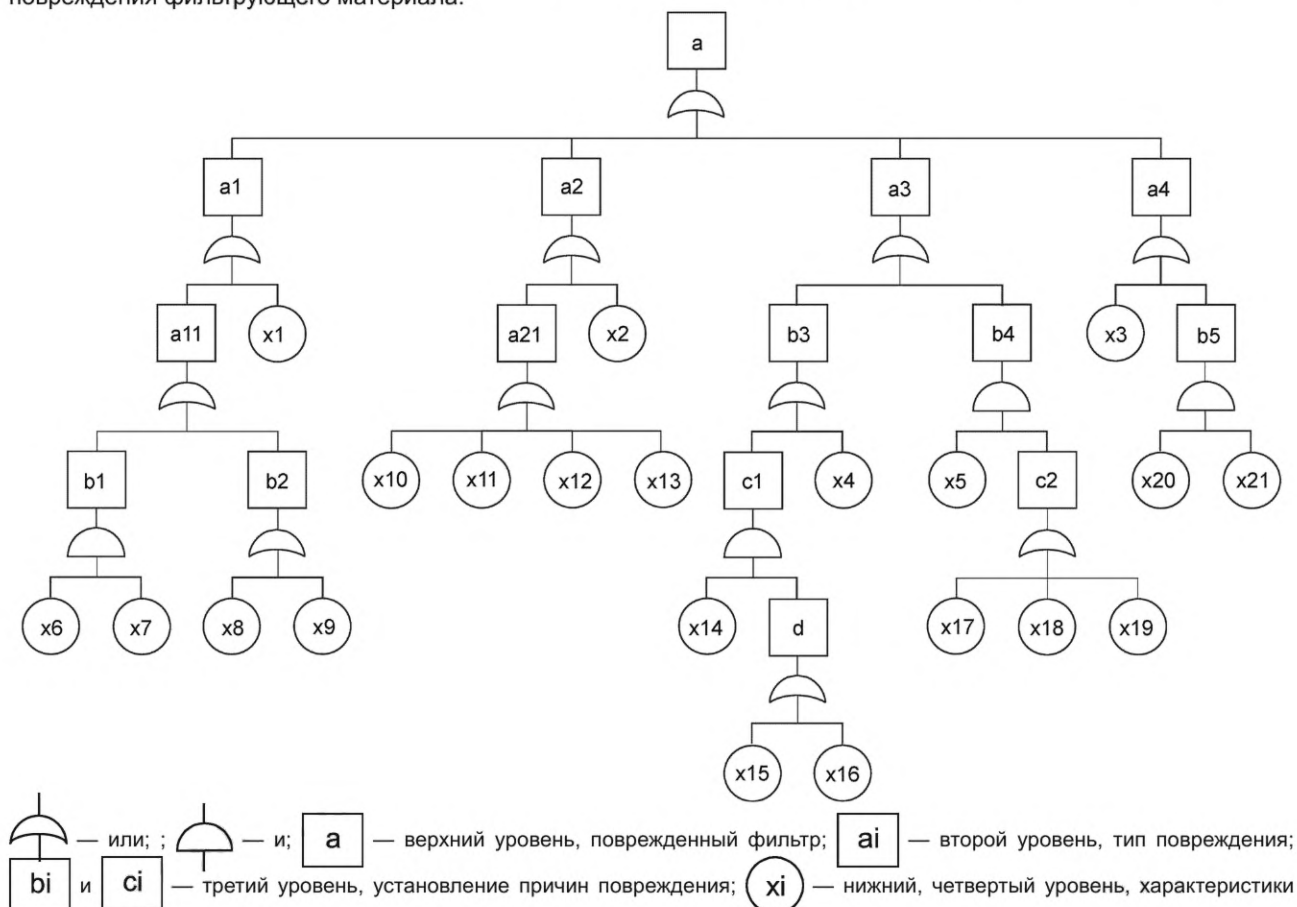 повреждения фильтрующего материала.
a
a1 a2 a3 a4
a11 x1 a21 x2 b3 b4 x3 b5
b1 b2 x10 x11 x12 x13 c1 x4 x5 c2 x20 x21
x6 x7 x8 x9 x14 d x17 x18 x19
x15 x16
— или; ; — и; a — верхний уровень, поврежденный фильтр; ai — второй уровень, тип повреждения;
bi и ci — третий уровень, установление причин повреждения; xi — нижний, четвертый уровень, характеристики